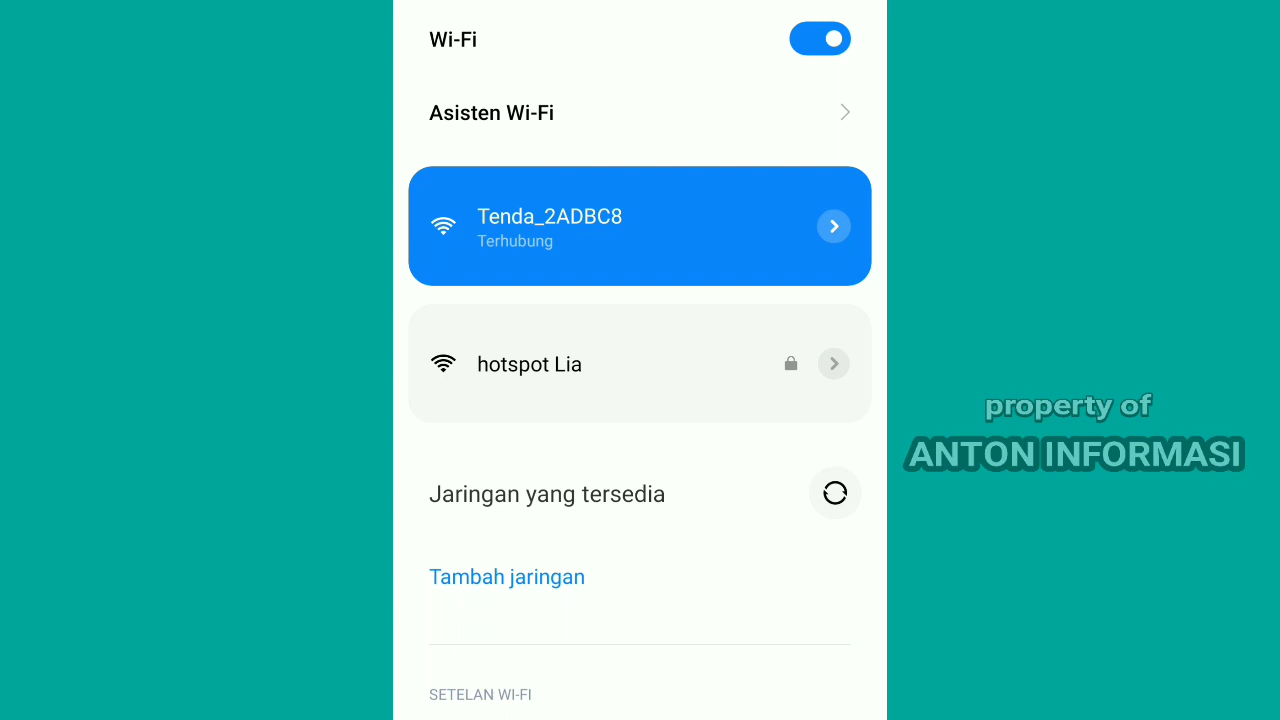 Wi-Fi
Asisten Wi-Fi
Tenda_2ADBC8
Terhubung
hotspot Lia
Jaringan yang tersedia
Tambah jaringan
SETELAN WI-FI
property of
ANTON INFORMASI